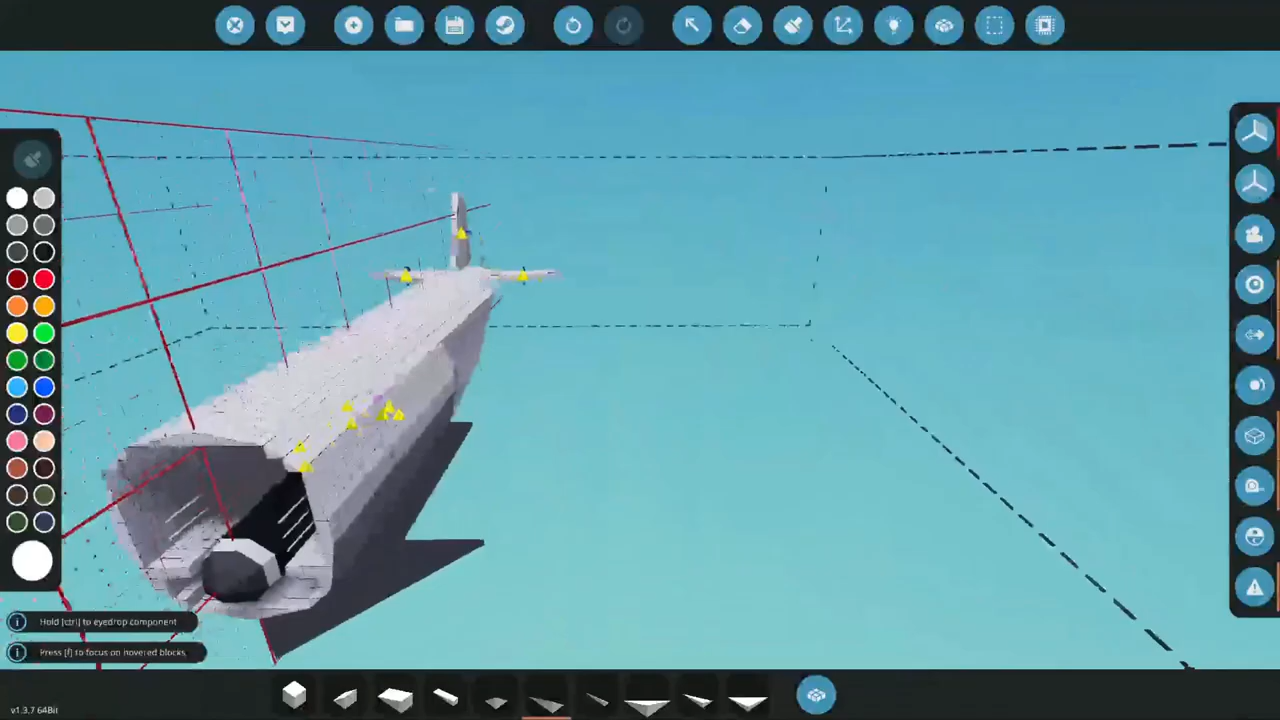 Hold [ctrl] to eyedrop component
Press [f] to focus on hovered blocks
v1.3.7 64Bit